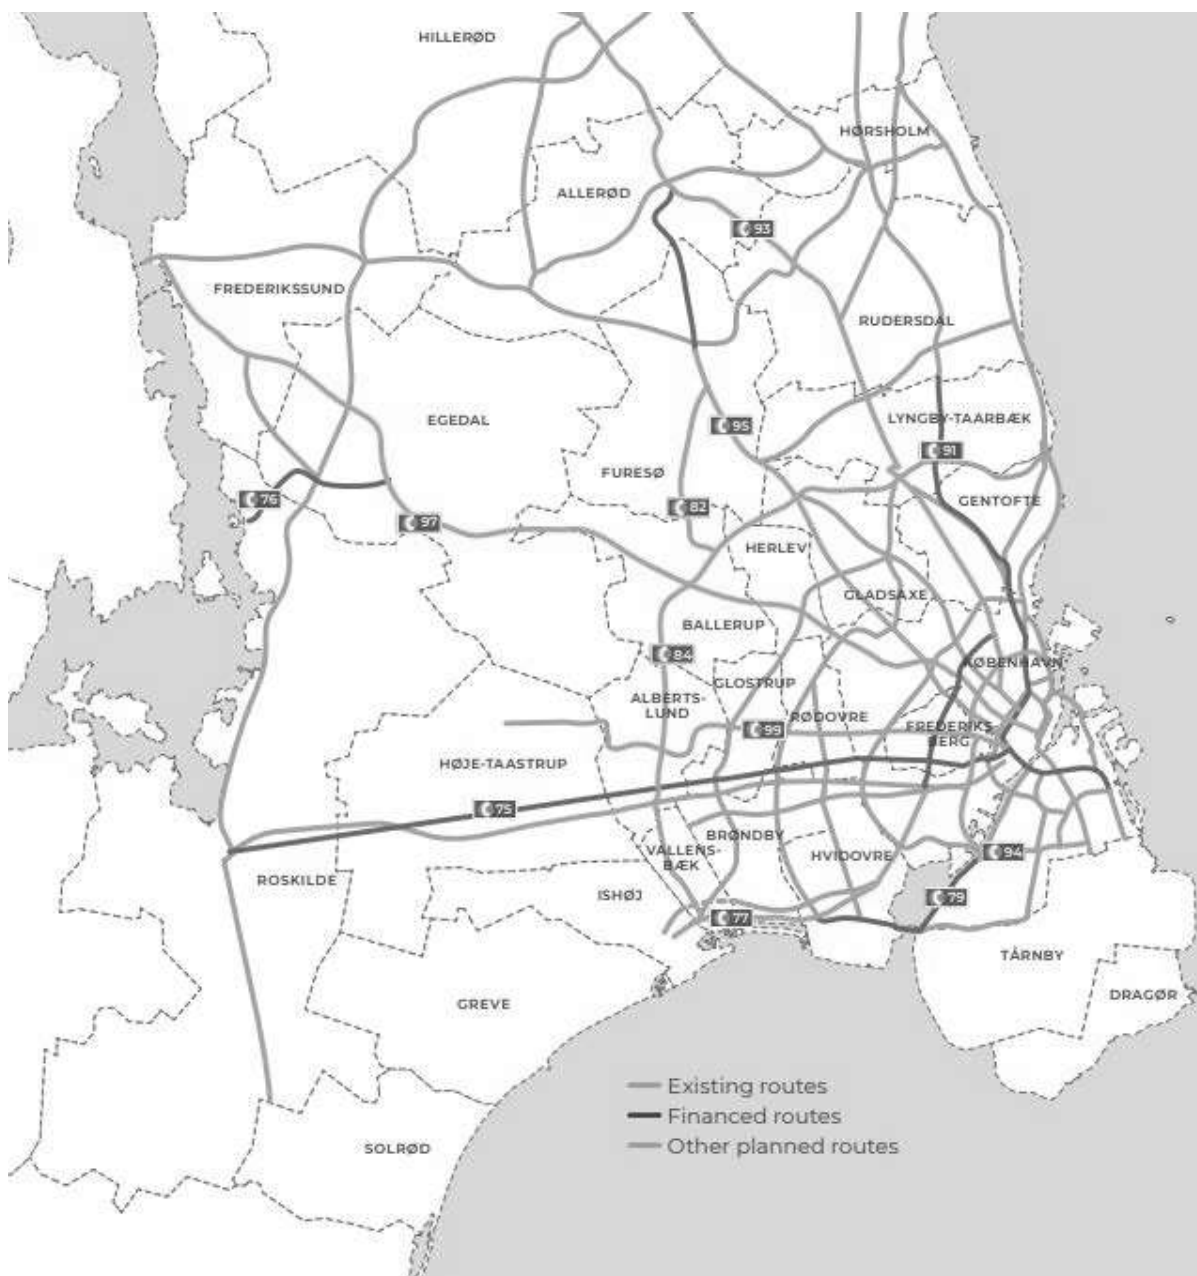 HILLERØD
HØRSHOLM
ALLERØD
93
FREDERIKSSUND
RUDERSDAL
EGEDAL
LYNGBY-TAARBÆK
95
91
FURESØ
76
82
GENTOFTE
97
HERLEV
GLADSAXE
BALLERUP
84
KØBENHAVN
GLOSTRUP
ALBERTS-
LUND
RØDOVRE
99
FREDERIKS
BERG
HØJE-TAASTRUP
75
BRØNDBY
VALLENS-
BÆK
HVIDOVRE
94
ROSKILDE
ISHØJ
79
77
TÅRNBY
DRAGØR
GREVE
Existing routes
Financed routes
Other planned routes
SOLRØD